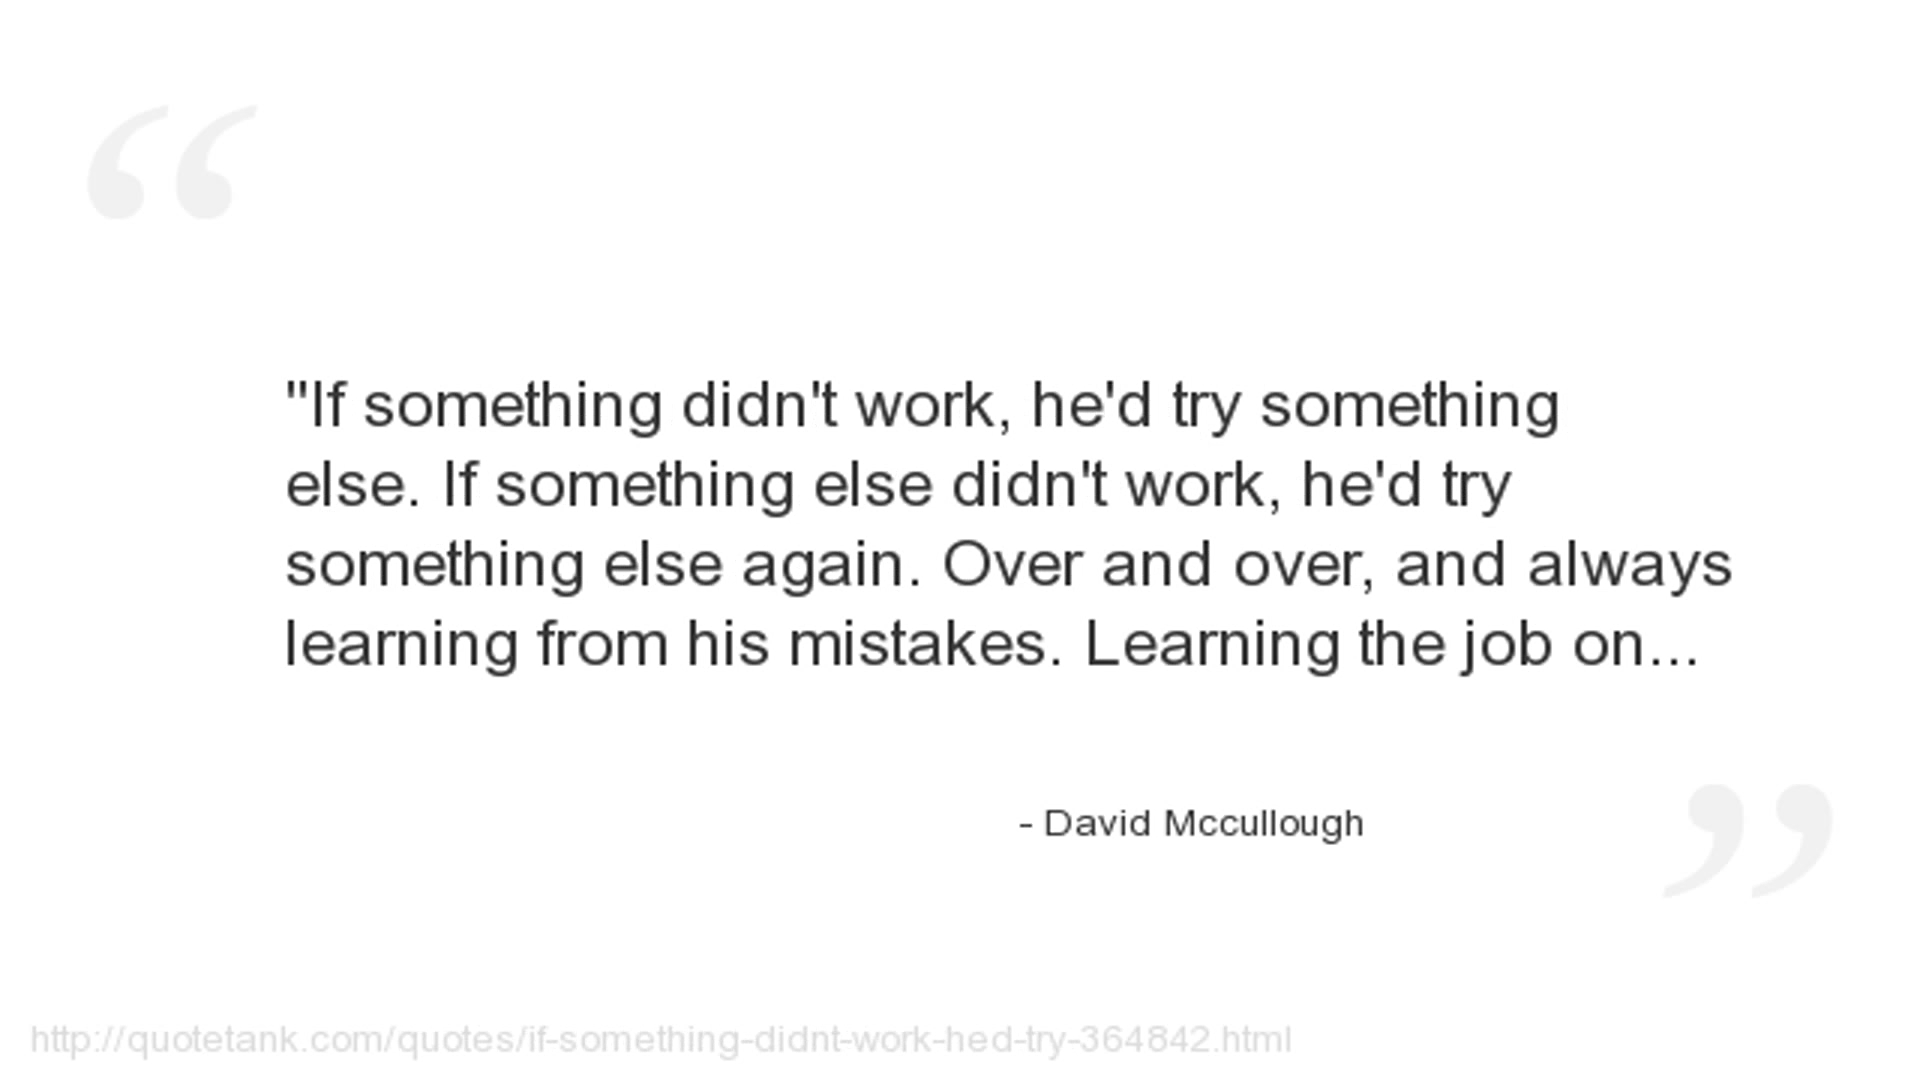 “
"If something didn't work, he'd try something
else. If something else didn't work, he'd try
something else again. Over and over, and always
learning from his mistakes. Learning the job on...
- David Mccullough
”
http://quotetank.com/quotes/if-something-didnt-work-hed-try-364842.html